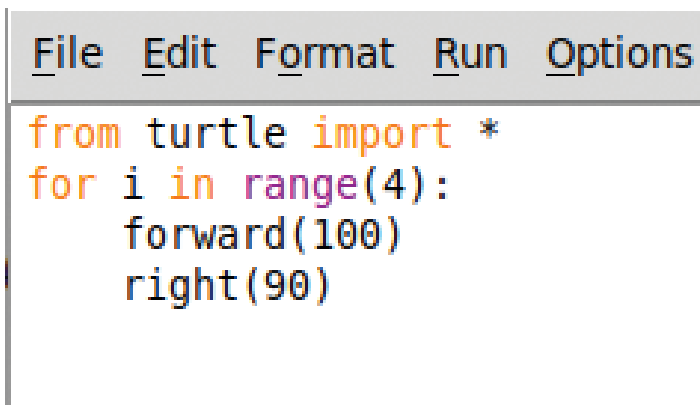 File Edit Format Run Options
from turtle import *
for i in range(4):
    forward(100)
    right(90)